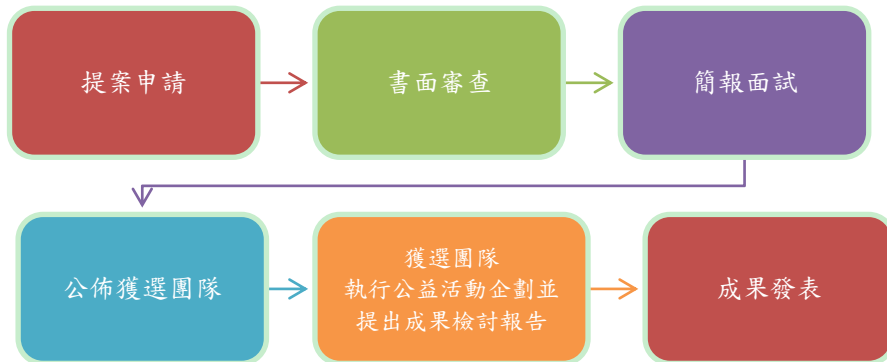 提案申請
書面審查
簡報面試
公佈獲選團隊
獲選團隊
執行公益活動企劃並
提出成果檢討報告
成果發表